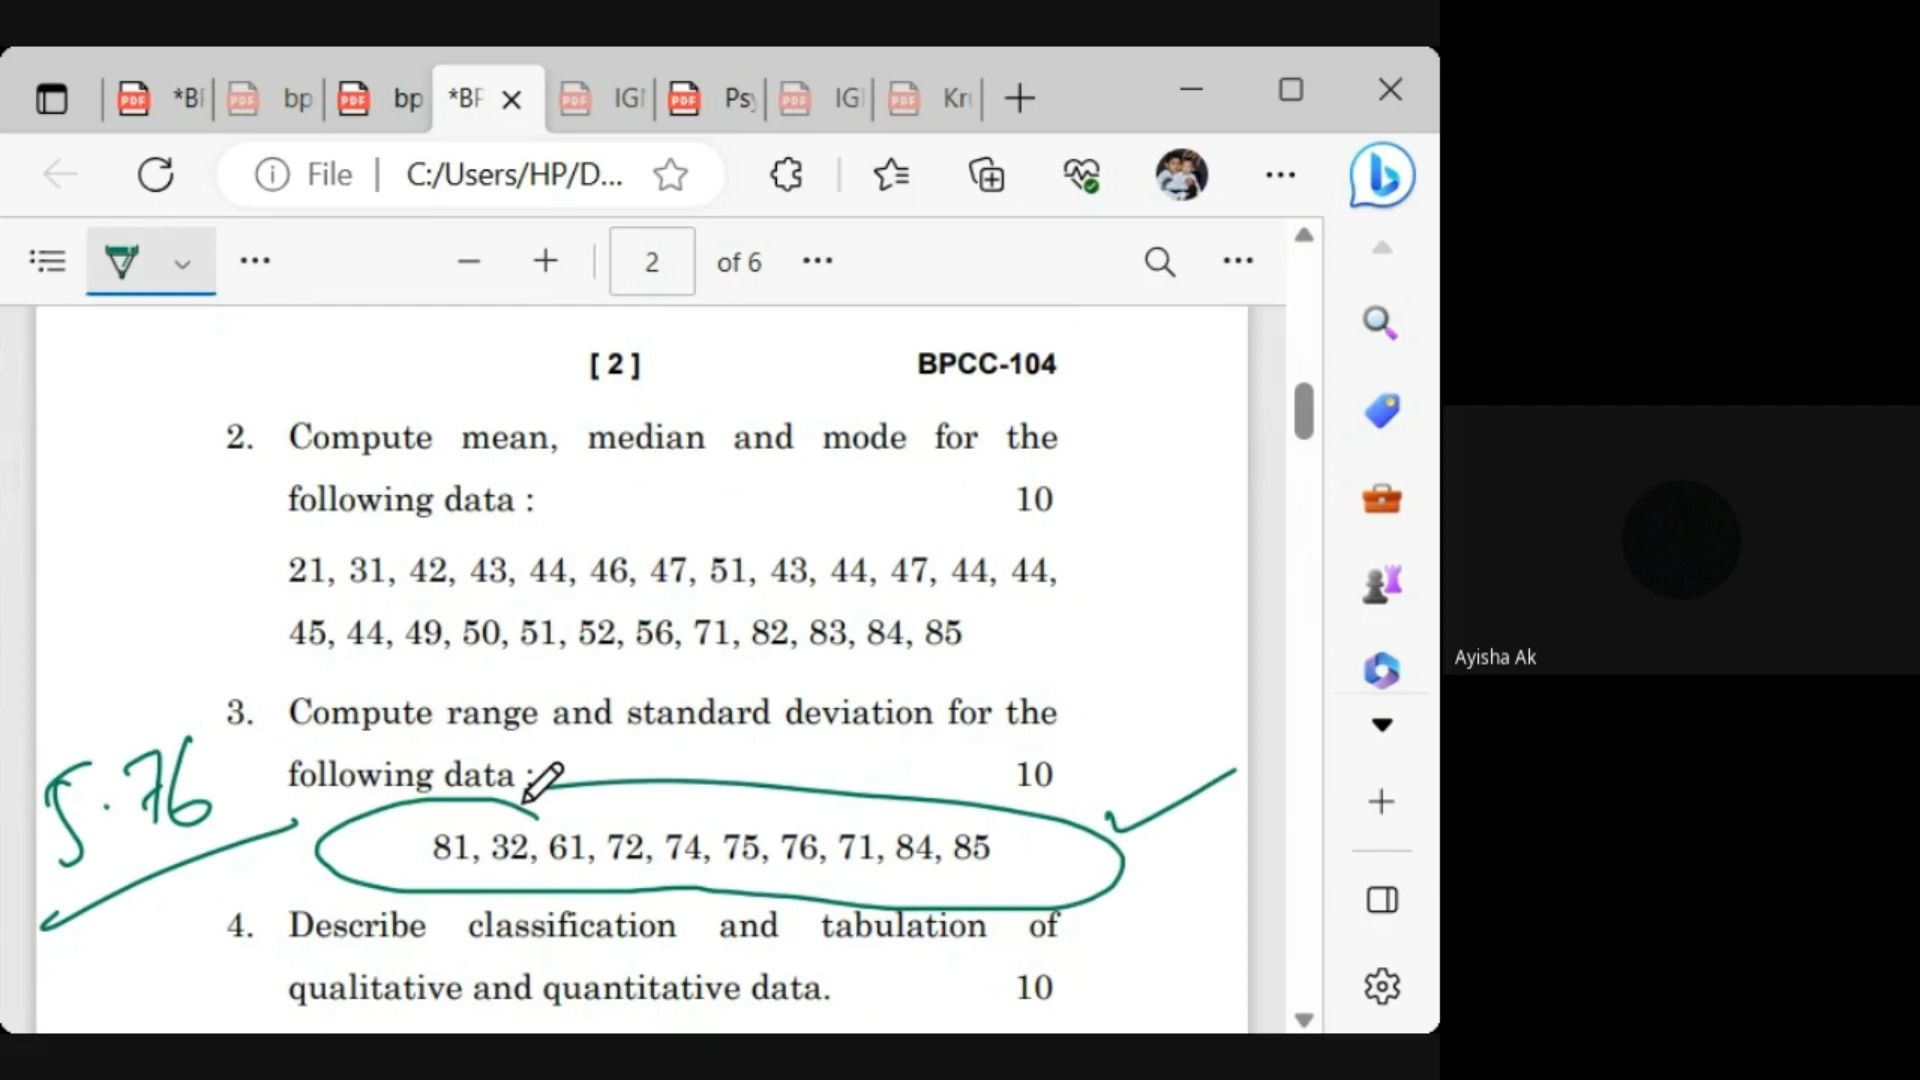 *BF
bp
bp
*BF
IGI
Psy
IG
Kr
File
C:/Users/HP/D...
2
of 6
[ 2 ]
BPCC-104
2. Compute mean, median and mode for the
following data : 10
21, 31, 42, 43, 44, 46, 47, 51, 43, 44, 47, 44, 44,
45, 44, 49, 50, 51, 52, 56, 71, 82, 83, 84, 85
3. Compute range and standard deviation for the
following data : 10
5.76
81, 32, 61, 72, 74, 75, 76, 71, 84, 85
4. Describe classification and tabulation of
qualitative and quantitative data. 10
Ayisha Ak